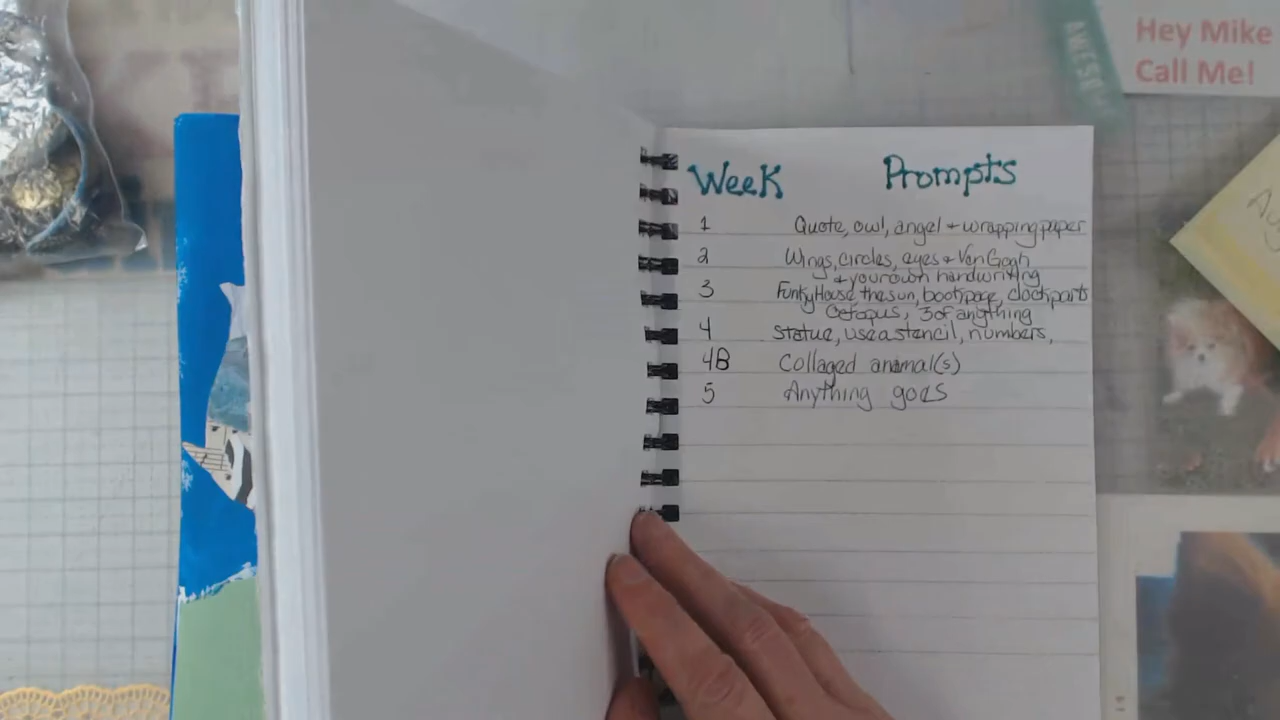 Hey Mike
Call Me!
AWESO
Week Prompts
1 Quote, owl, angel + wrapping paper
2 Wings, circles, eyes + Van Gogh
+ your own handwriting
3 Funky House the sun, book page, clock parts
Octopus, 3 of anything
4 Statue, use a stencil, numbers,
4B Collaged animal(s)
5 Anything goes